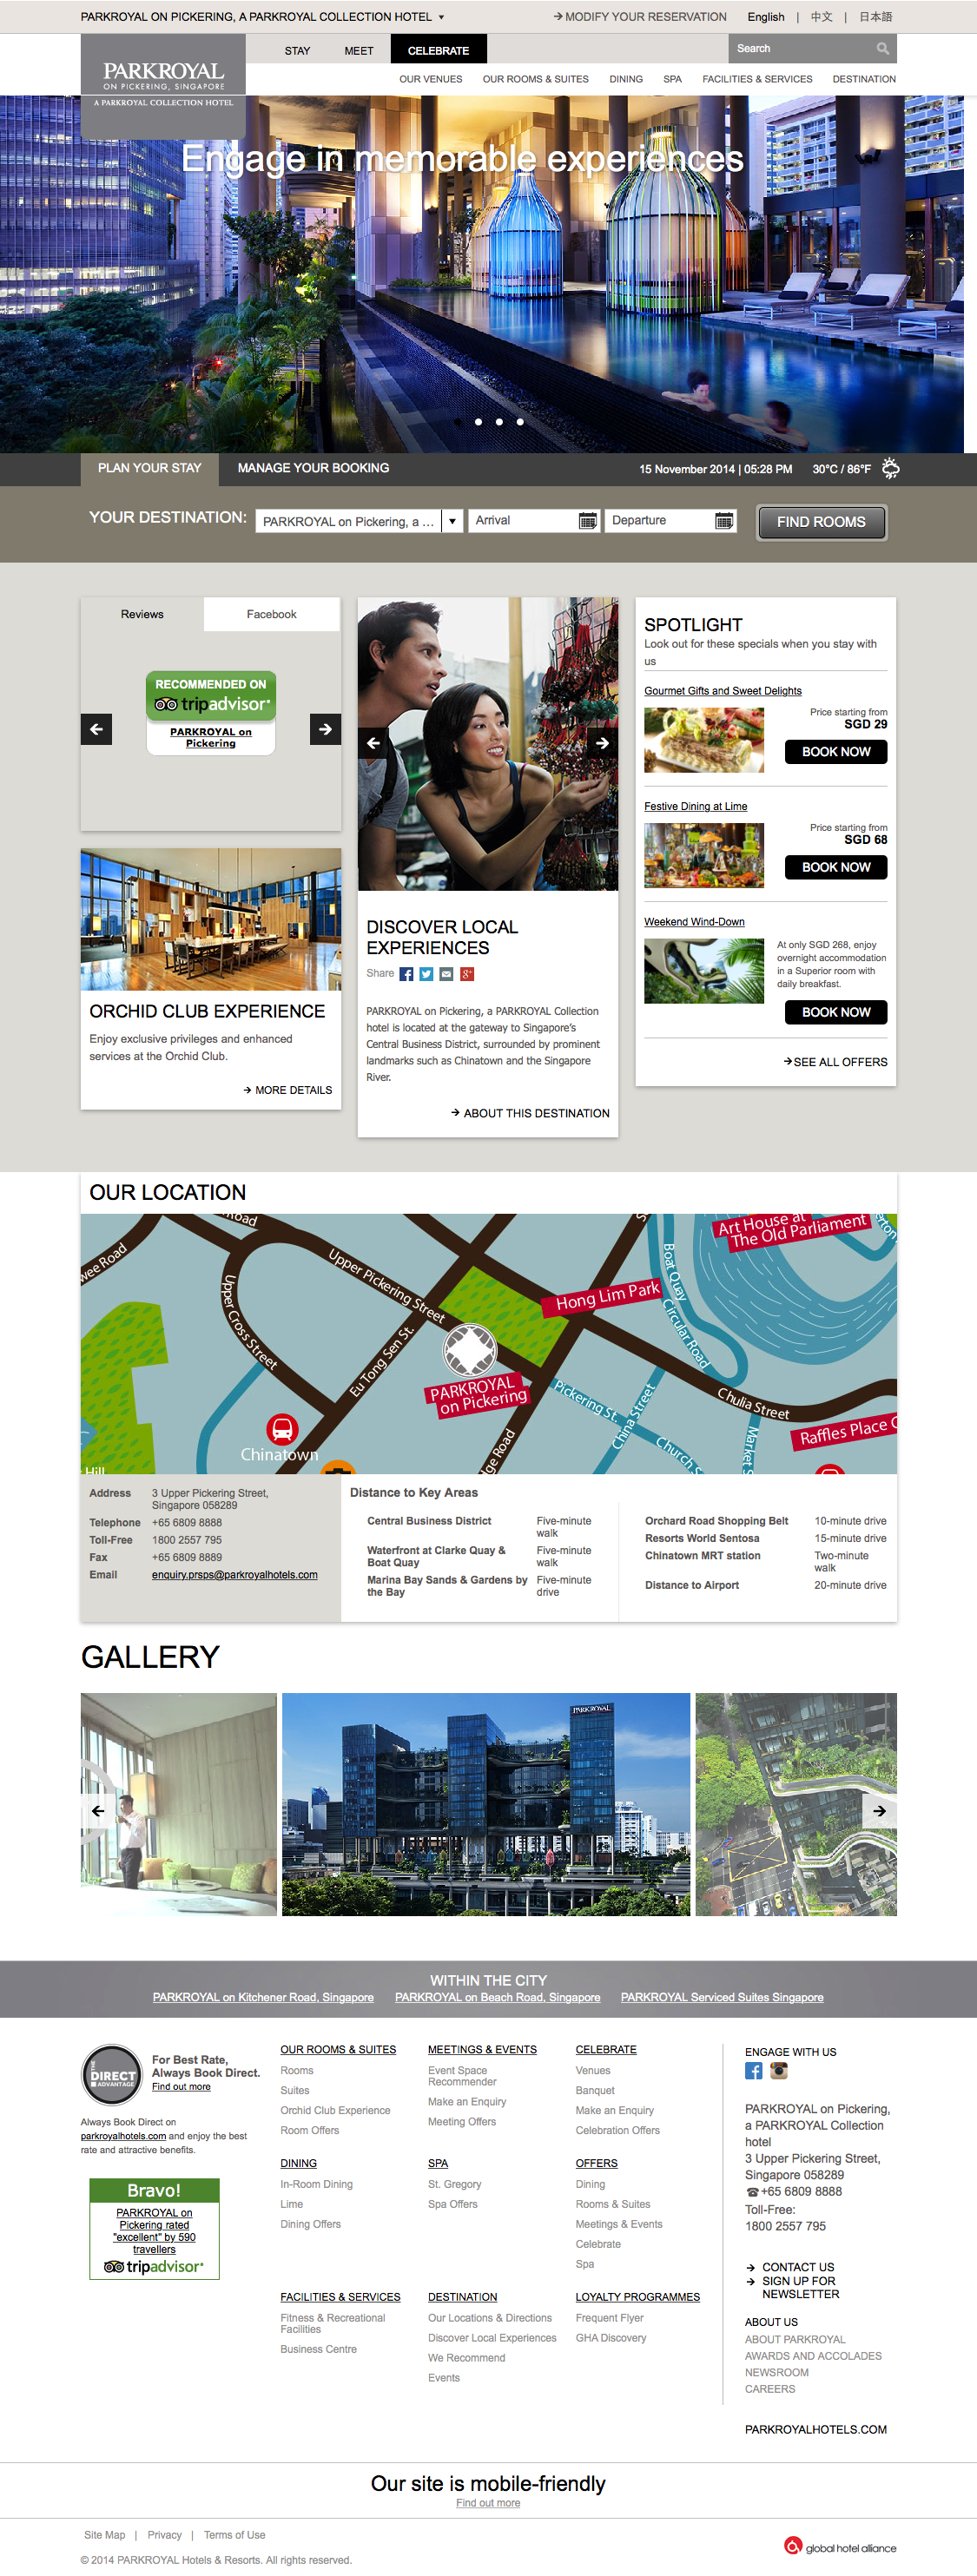 PARKROYAL ON PICKERING, A PARKROYAL COLLECTION HOTEL
MODIFY YOUR RESERVATION
English | 中文 | 日本語
PARKROYAL
ON PICKERING, SINGAPORE
A PARKROYAL COLLECTION HOTEL
STAY MEET CELEBRATE
Search
OUR VENUES OUR ROOMS & SUITES DINING SPA FACILITIES & SERVICES DESTINATION
Engage in memorable experiences
PLAN YOUR STAY MANAGE YOUR BOOKING
15 November 2014 | 05:28 PM 30°C / 86°F
YOUR DESTINATION: PARKROYAL on Pickering, a ... Arrival Departure FIND ROOMS
Reviews Facebook
RECOMMENDED ON
tripadvisor
PARKROYAL on
Pickering
ORCHID CLUB EXPERIENCE
Enjoy exclusive privileges and enhanced
services at the Orchid Club.
MORE DETAILS
DISCOVER LOCAL
EXPERIENCES
Share
PARKROYAL on Pickering, a PARKROYAL Collection
hotel is located at the gateway to Singapore's
Central Business District, surrounded by prominent
landmarks such as Chinatown and the Singapore
River.
ABOUT THIS DESTINATION
SPOTLIGHT
Look out for these specials when you stay with
us
Gourmet Gifts and Sweet Delights
Price starting from
SGD 29
BOOK NOW
Festive Dining at Lime
Price starting from
SGD 68
BOOK NOW
Weekend Wind-Down
At only SGD 268, enjoy
overnight accommodation
in a Superior room with
daily breakfast.
BOOK NOW
SEE ALL OFFERS
OUR LOCATION
Upper Pickering Street
Upper Cross Street
Eu Tong Sen St.
Hong Lim Park
Art House at
The Old Parliament
Boat Quay
Circular Road
PARKROYAL
on Pickering
Pickering St.
China Street
Church S
Chulia Street
Market S
Raffles Place
Chinatown
Address 3 Upper Pickering Street,
Singapore 058289
Telephone +65 6809 8888
Toll-Free 1800 2557 795
Fax +65 6809 8889
Email enquiry.prsps@parkroyalhotels.com
Distance to Key Areas
Central Business District Five-minute
walk
Waterfront at Clarke Quay & Five-minute
Boat Quay walk
Marina Bay Sands & Gardens by Five-minute
the Bay drive
Orchard Road Shopping Belt 10-minute drive
Resorts World Sentosa 15-minute drive
Chinatown MRT station Two-minute
walk
Distance to Airport 20-minute drive
GALLERY
PARKROYAL
WITHIN THE CITY
PARKROYAL on Kitchener Road, Singapore PARKROYAL on Beach Road, Singapore PARKROYAL Serviced Suites Singapore
THE
DIRECT
ADVANTAGE
For Best Rate,
Always Book Direct.
Find out more
Always Book Direct on
parkroyalhotels.com and enjoy the best
rate and attractive benefits.
Bravo!
PARKROYAL on
Pickering rated
"excellent" by 590
travellers
tripadvisor
OUR ROOMS & SUITES
Rooms
Suites
Orchid Club Experience
Room Offers
MEETINGS & EVENTS
Event Space
Recommender
Make an Enquiry
Meeting Offers
CELEBRATE
Venues
Banquet
Make an Enquiry
Celebration Offers
DINING
In-Room Dining
Lime
Dining Offers
SPA
St. Gregory
Spa Offers
OFFERS
Dining
Rooms & Suites
Meetings & Events
Celebrate
Spa
FACILITIES & SERVICES
Fitness & Recreational
Facilities
Business Centre
DESTINATION
Our Locations & Directions
Discover Local Experiences
We Recommend
Events
LOYALTY PROGRAMMES
Frequent Flyer
GHA Discovery
ENGAGE WITH US
PARKROYAL on Pickering,
a PARKROYAL Collection
hotel
3 Upper Pickering Street,
Singapore 058289
+65 6809 8888
Toll-Free:
1800 2557 795
CONTACT US
SIGN UP FOR
NEWSLETTER
ABOUT US
ABOUT PARKROYAL
AWARDS AND ACCOLADES
NEWSROOM
CAREERS
PARKROYALHOTELS.COM
Our site is mobile-friendly
Find out more
Site Map | Privacy | Terms of Use
© 2014 PARKROYAL Hotels & Resorts. All rights reserved.
global hotel alliance